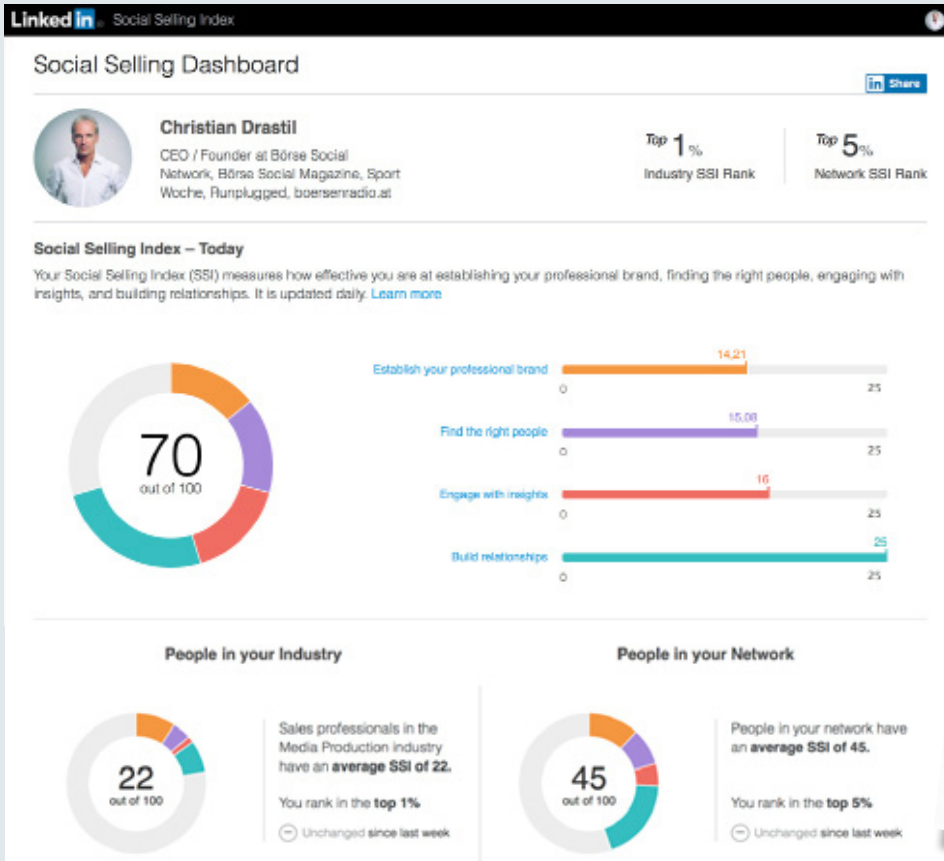 Linked in Social Selling Index
Social Selling Dashboard
in Share
Christian Drastil
CEO / Founder at Börse Social
Network, Börse Social Magazine, Sport
Woche, Runplugged, boersenradio.at
Top 1%
Industry SSI Rank
Top 5%
Network SSI Rank
Social Selling Index – Today
Your Social Selling Index (SSI) measures how effective you are at establishing your professional brand, finding the right people, engaging with
insights, and building relationships. It is updated daily. Learn more
70
out of 100
14,21
Establish your professional brand
0 25
15,08
Find the right people
0 25
16
Engage with insights
0 25
25
Build relationships
0 25
People in your Industry
22
out of 100
Sales professionals in the
Media Production industry
have an average SSI of 22.
You rank in the top 1%
Unchanged since last week
People in your Network
45
out of 100
People in your network have
an average SSI of 45.
You rank in the top 5%
Unchanged since last week